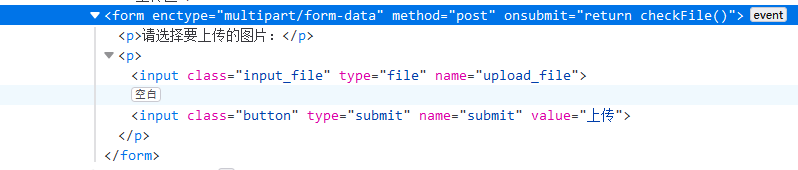 <form enctype="multipart/form-data" method="post" onsubmit="return checkFile()"> event
<p>请选择要上传的图片：</p>
<p>
<input class="input_file" type="file" name="upload_file">
空白
<input class="button" type="submit" name="submit" value="上传">
</p>
</form>